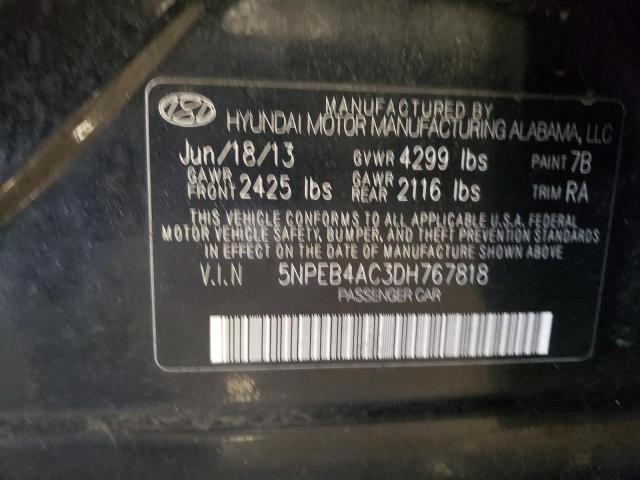 MANUFACTURED BY
HYUNDAI MOTOR MANUFACTURING ALABAMA, LLC
Jun/18/13 GVWR 4299 lbs PAINT 7B
GAWR FRONT 2425 lbs GAWR REAR 2116 lbs TRIM RA
THIS VEHICLE CONFORMS TO ALL APPLICABLE U.S.A. FEDERAL
MOTOR VEHICLE SAFETY, BUMPER, AND THEFT PREVENTION STANDARDS
IN EFFECT ON THE DATE OF MANUFACTURE SHOWN ABOVE.
V.I.N 5NPEB4AC3DH767818
PASSENGER CAR